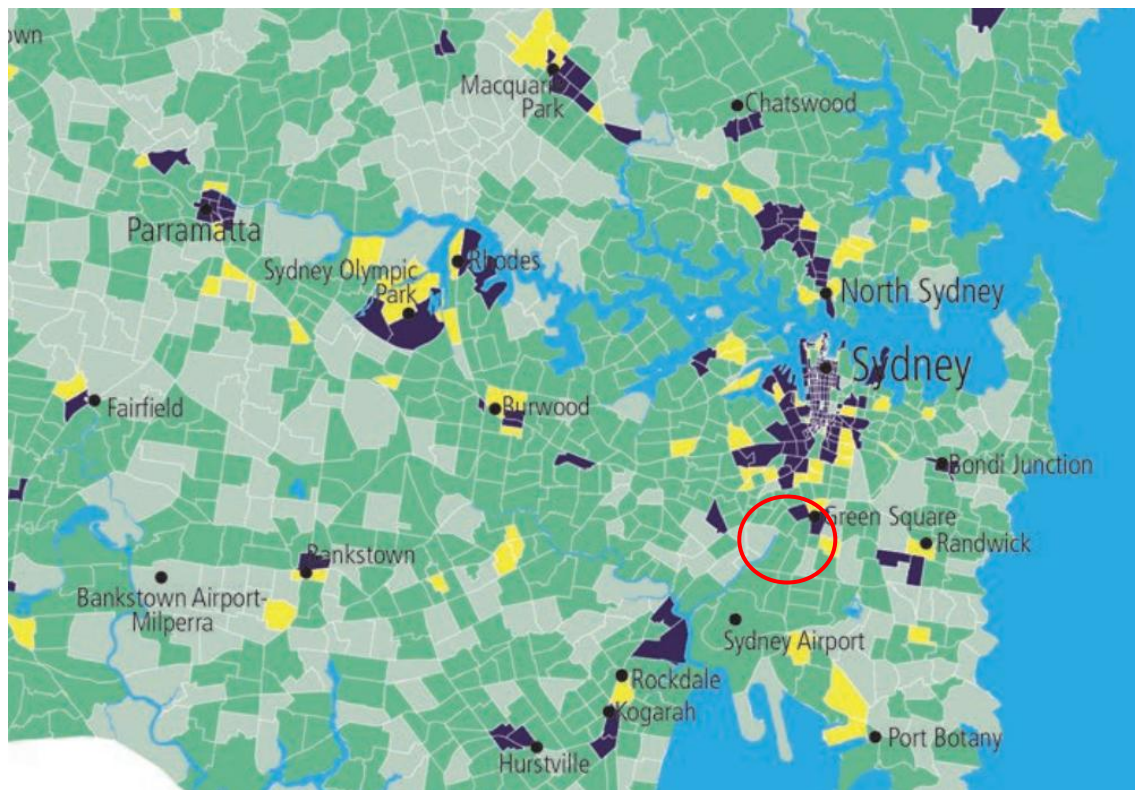 own
Macquari
Park
Chatswood
Parramatta
Sydney Olympic
Park
Rhodes
North Sydney
Sydney
Fairfield
Burwood
Bondi Junction
Green Square
Randwick
Bankstown
Bankstown Airport-
Milperra
Sydney Airport
Rockdale
Kogarah
Port Botany
Hurstville